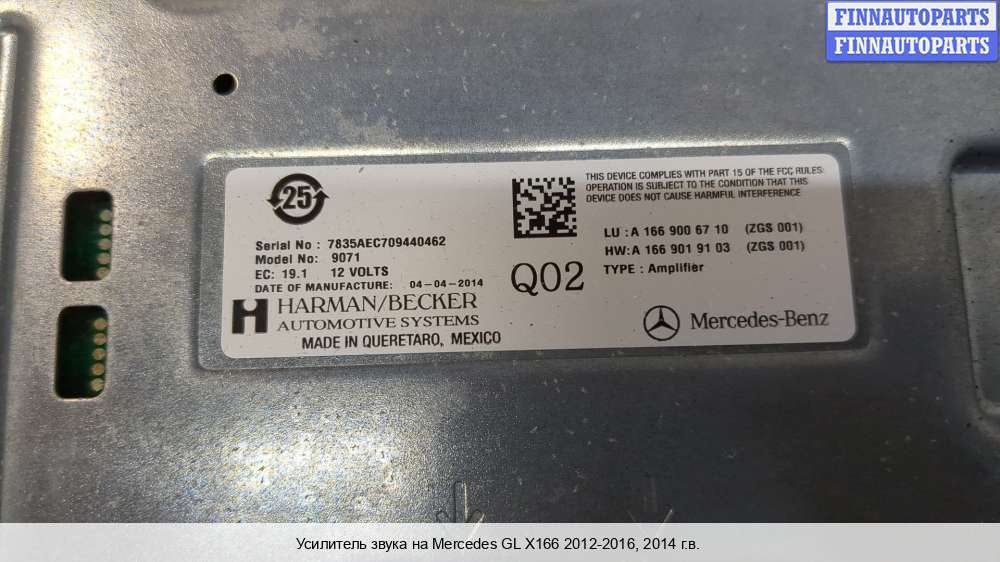 FINNAUTOPARTS
FINNAUTOPARTS
25
Serial No : 7835AEC709440462
Model No: 9071
EC: 19.1 12 VOLTS
DATE OF MANUFACTURE: 04-04-2014
HARMAN/BECKER
AUTOMOTIVE SYSTEMS
MADE IN QUERETARO, MEXICO
Q02
THIS DEVICE COMPLIES WITH PART 15 OF THE FCC RULES:
OPERATION IS SUBJECT TO THE CONDITION THAT THIS
DEVICE DOES NOT CAUSE HARMFUL INTERFERENCE
LU : A 166 900 67 10 (ZGS 001)
HW: A 166 901 91 03 (ZGS 001)
TYPE : Amplifier
Mercedes-Benz
Усилитель звука на Mercedes GL X166 2012-2016, 2014 г.в.